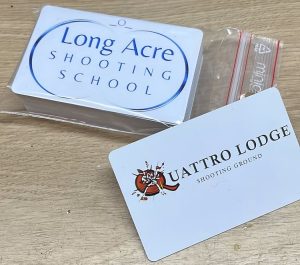 Long Acre
SHOOTING
SCHOOL
QUATTRO LODGE
SHOOTING GROUND